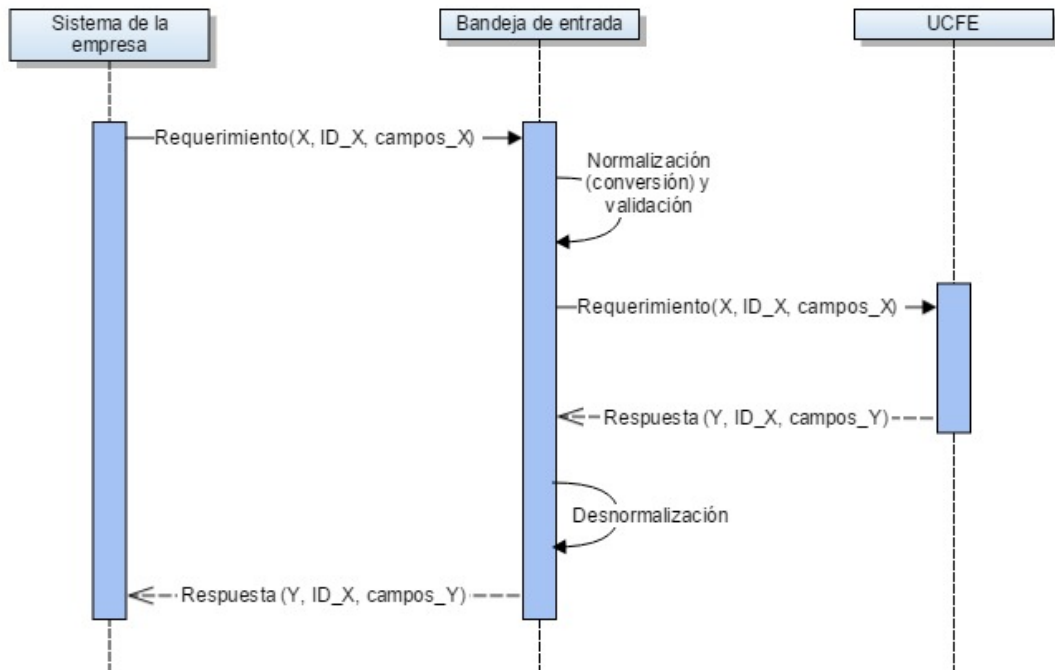 Sistema de la
empresa
Bandeja de entrada
UCFE
Requerimiento(X, ID_X, campos_X)
Normalización
(conversión) y
validación
Requerimiento(X, ID_X, campos_X)
Respuesta (Y, ID_X, campos_Y)
Desnormalización
Respuesta (Y, ID_X, campos_Y)